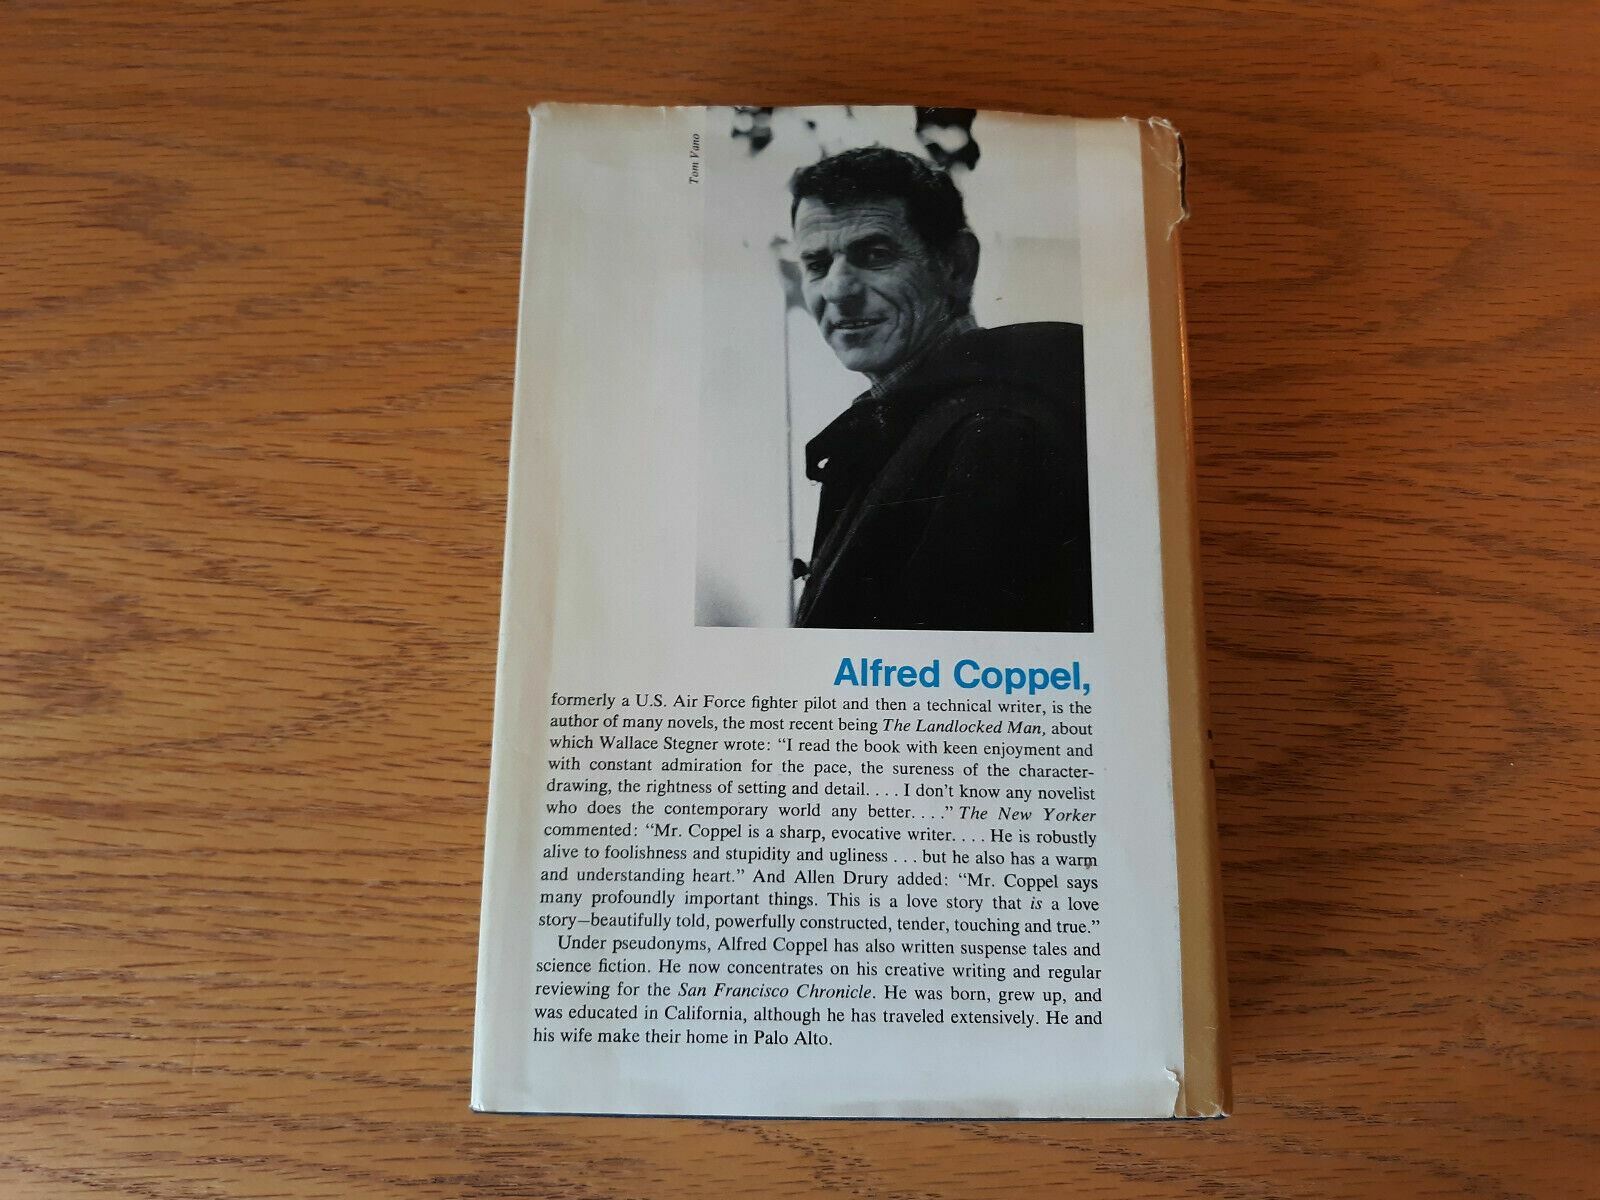 Tom Vano
Alfred Coppel,
formerly a U.S. Air Force fighter pilot and then a technical writer, is the
author of many novels, the most recent being The Landlocked Man, about
which Wallace Stegner wrote: “I read the book with keen enjoyment and
with constant admiration for the pace, the sureness of the character-
drawing, the rightness of setting and detail. . . . I don't know any novelist
who does the contemporary world any better. . . .” The New Yorker
commented: “Mr. Coppel is a sharp, evocative writer. . . . He is robustly
alive to foolishness and stupidity and ugliness . . . but he also has a warm
and understanding heart.” And Allen Drury added: “Mr. Coppel says
many profoundly important things. This is a love story that is a love
story—beautifully told, powerfully constructed, tender, touching and true.”
Under pseudonyms, Alfred Coppel has also written suspense tales and
science fiction. He now concentrates on his creative writing and regular
reviewing for the San Francisco Chronicle. He was born, grew up, and
was educated in California, although he has traveled extensively. He and
his wife make their home in Palo Alto.